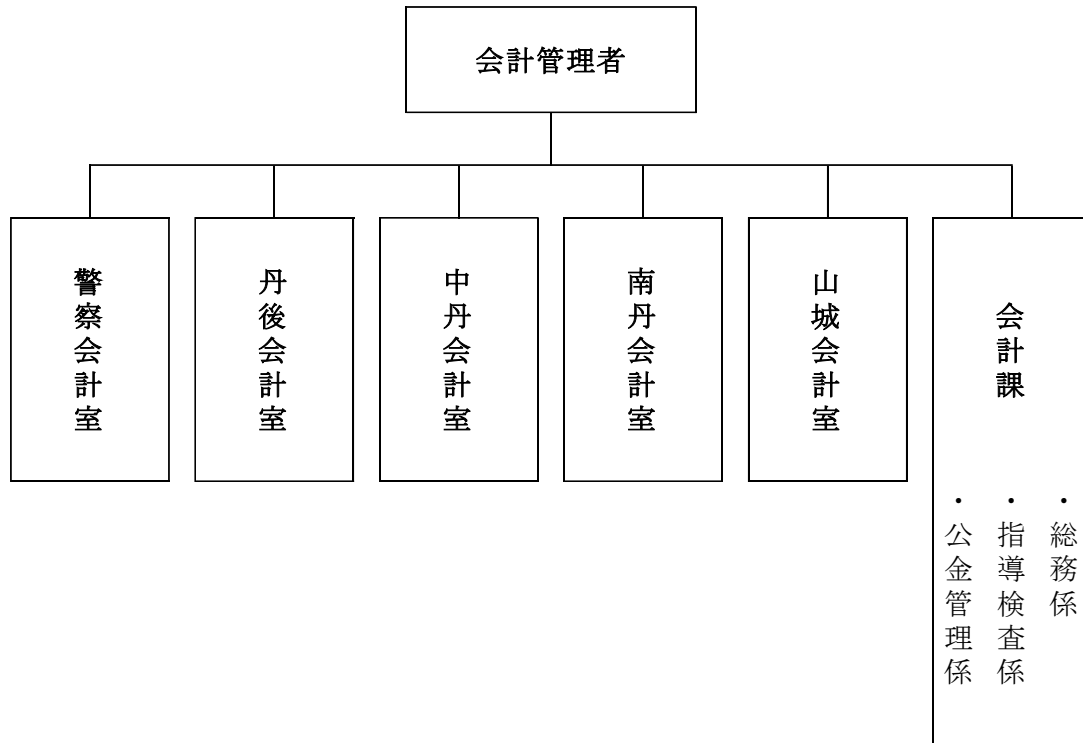 会計管理者
会計課
・総務係
・指導検査係
・公金管理係
山城会計室
南丹会計室
中丹会計室
丹後会計室
警察会計室